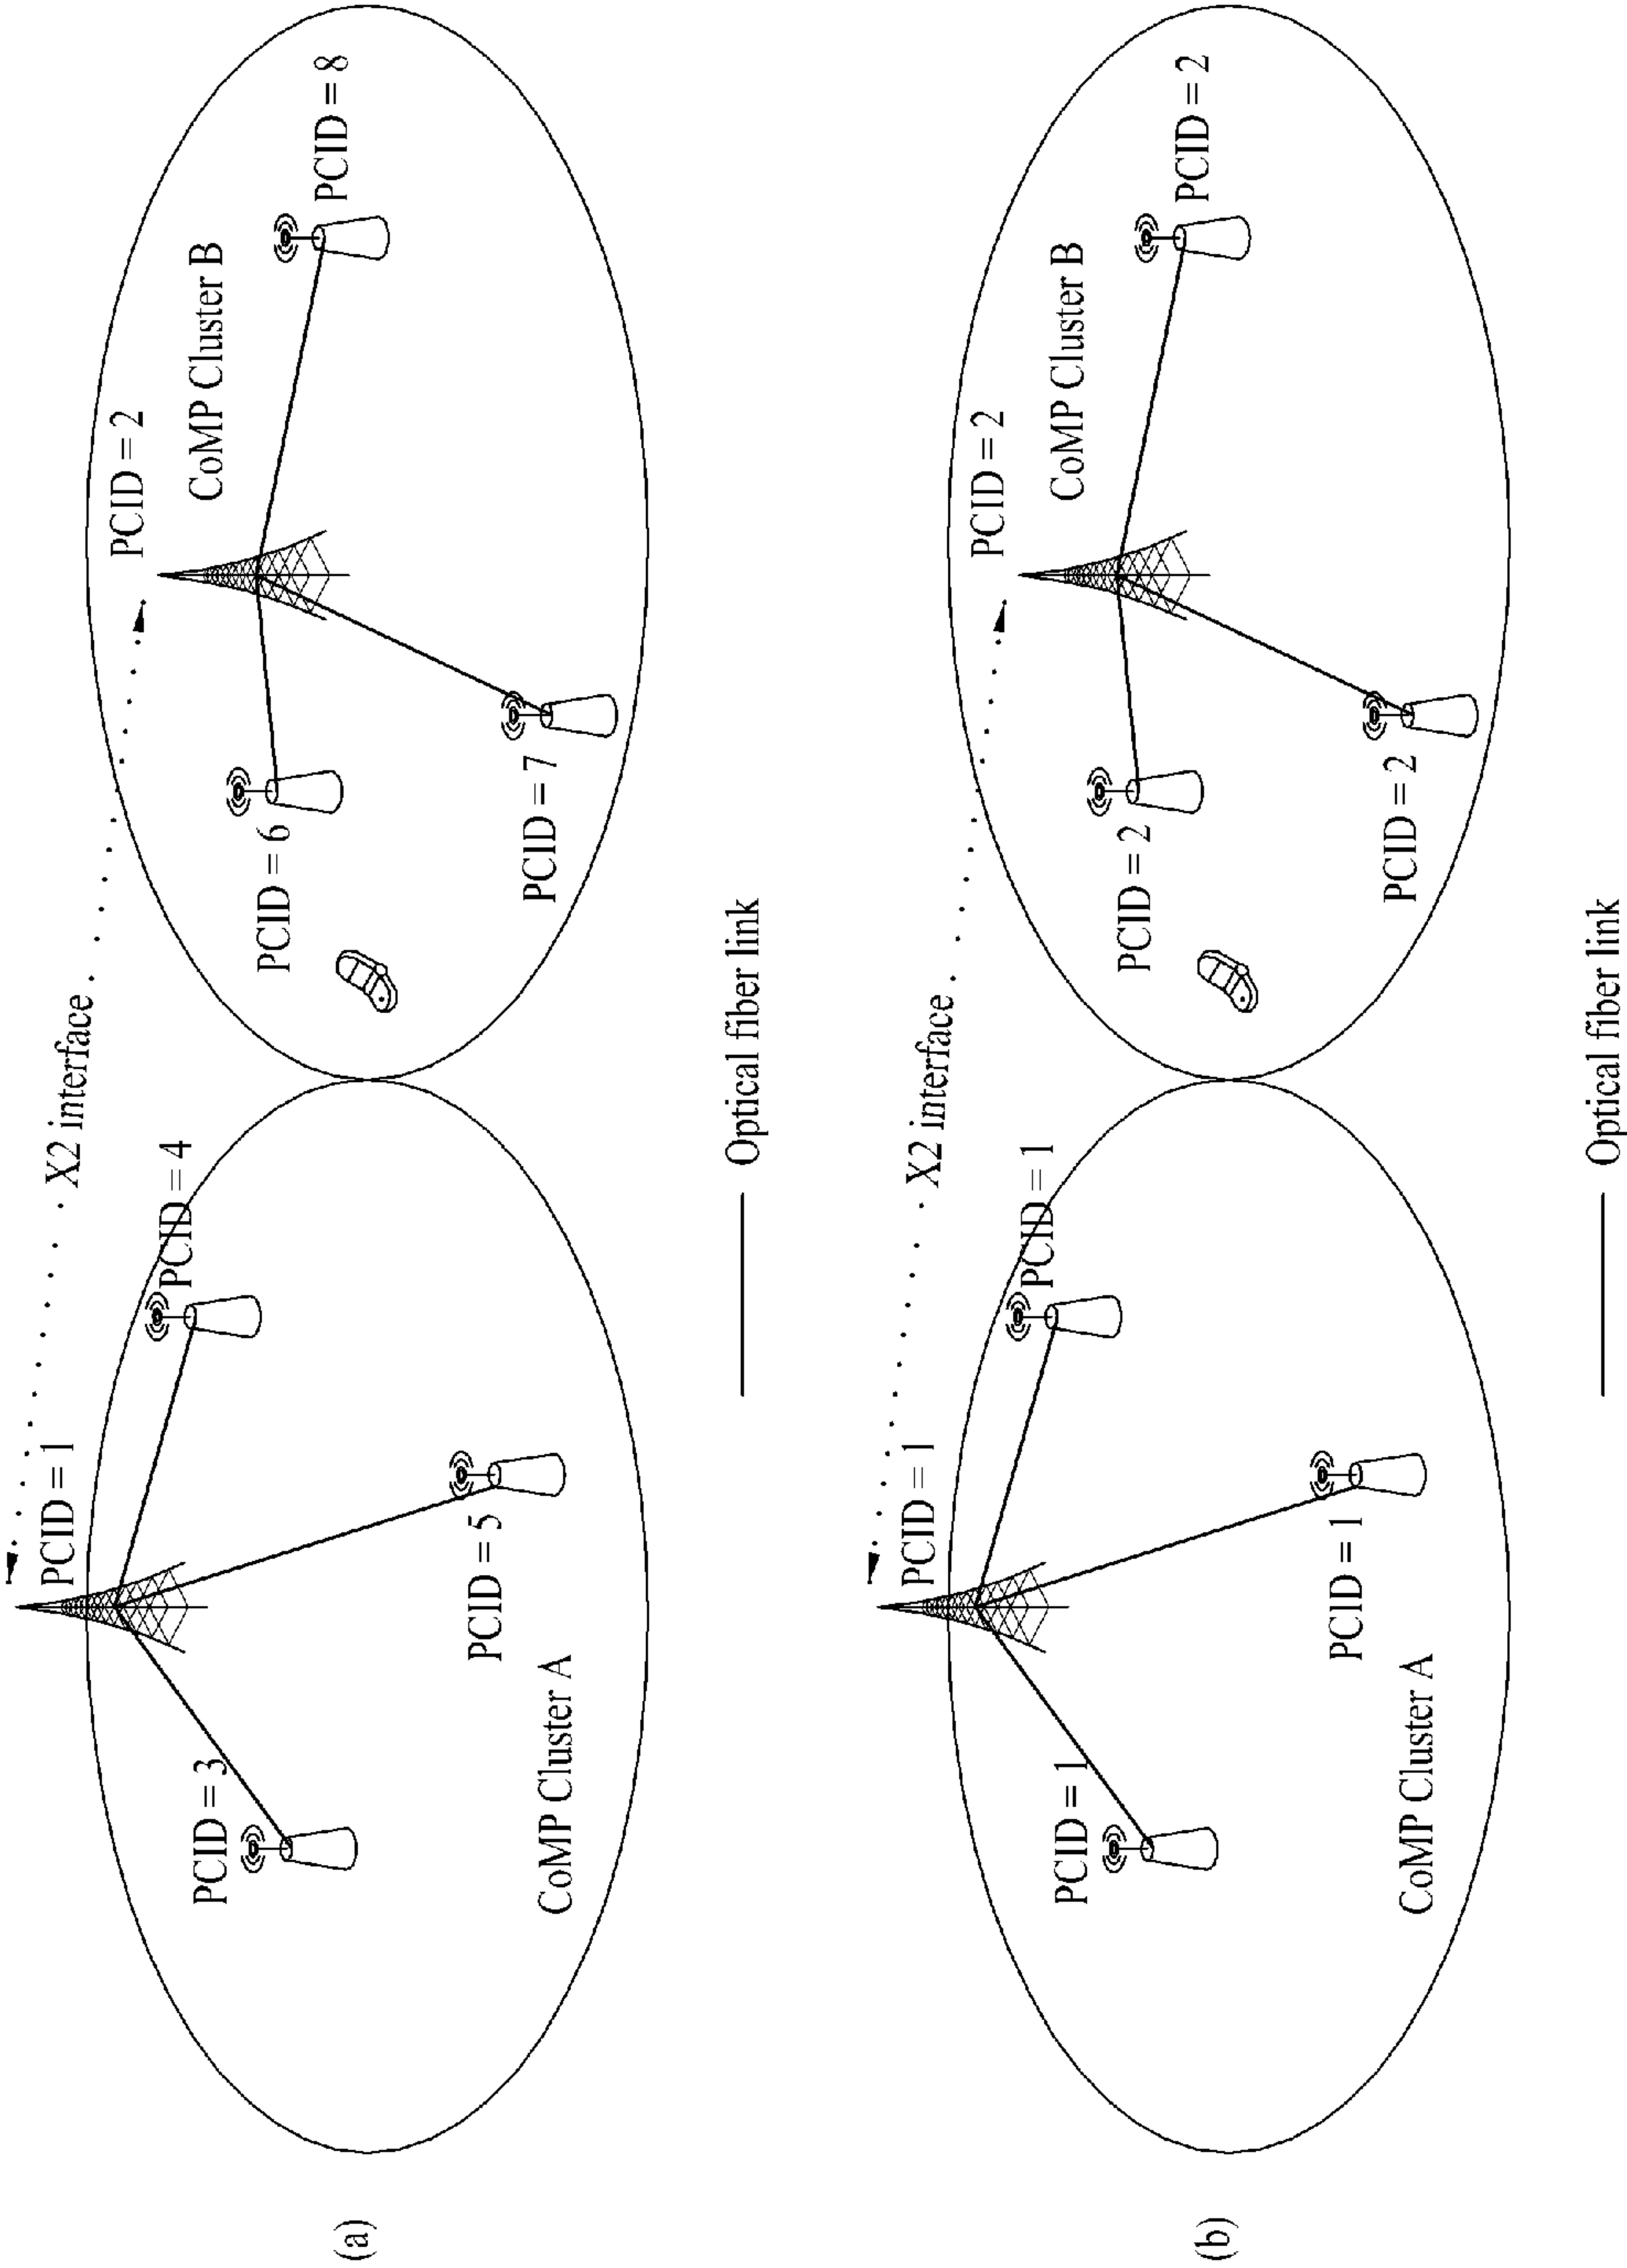 (a)
X2 interface
PCID = 1
PCID = 2
PCID = 3
PCID = 4
PCID = 5
CoMP Cluster A
CoMP Cluster B
PCID = 6
PCID = 7
PCID = 8
Optical fiber link
(b)
X2 interface
PCID = 1
PCID = 2
PCID = 1
PCID = 1
PCID = 1
CoMP Cluster A
CoMP Cluster B
PCID = 2
PCID = 2
PCID = 2
Optical fiber link